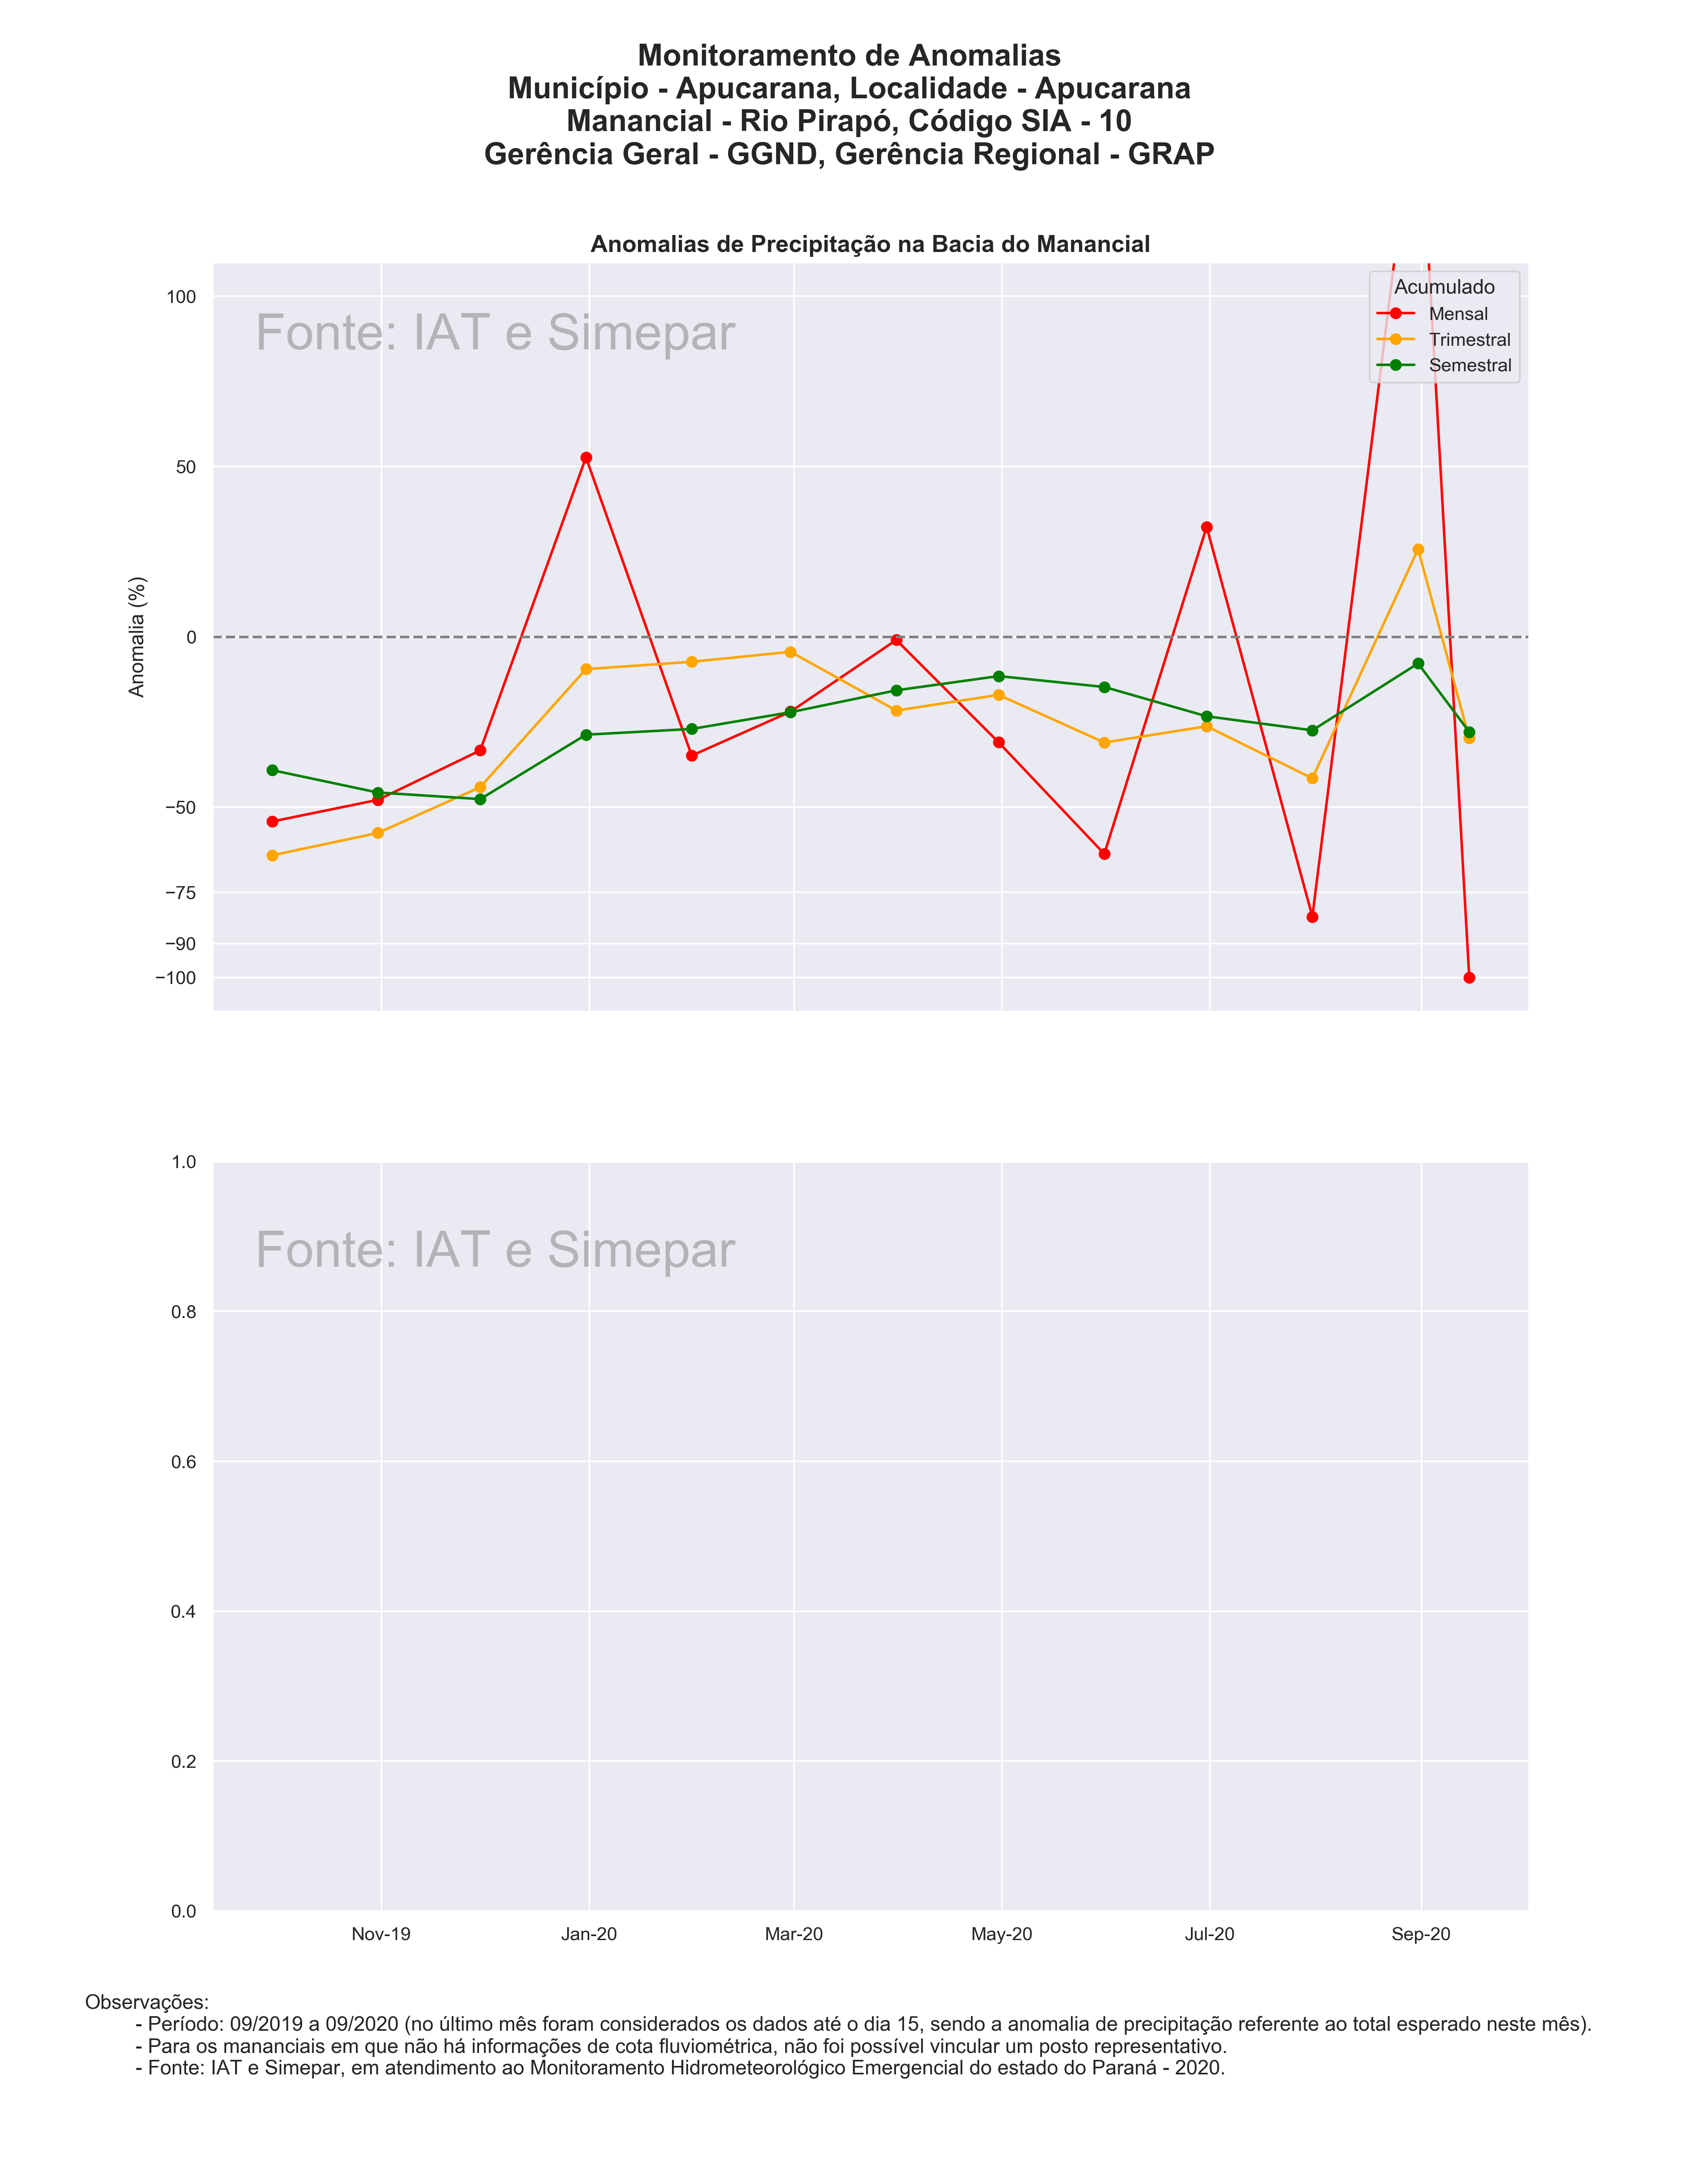 Monitoramento de Anomalias
Município - Apucarana, Localidade - Apucarana
Manancial - Rio Pirapó, Código SIA - 10
Gerência Geral - GGND, Gerência Regional - GRAP
Anomalias de Precipitação na Bacia do Manancial
Fonte: IAT e Simepar
Acumulado
Mensal
Trimestral
Semestral
Anomalia (%)
100
50
0
−50
−75
−90
−100
Fonte: IAT e Simepar
1.0
0.8
0.6
0.4
0.2
0.0
Nov-19 Jan-20 Mar-20 May-20 Jul-20 Sep-20
Observações:
- Período: 09/2019 a 09/2020 (no último mês foram considerados os dados até o dia 15, sendo a anomalia de precipitação referente ao total esperado neste mês).
- Para os mananciais em que não há informações de cota fluviométrica, não foi possível vincular um posto representativo.
- Fonte: IAT e Simepar, em atendimento ao Monitoramento Hidrometeorológico Emergencial do estado do Paraná - 2020.